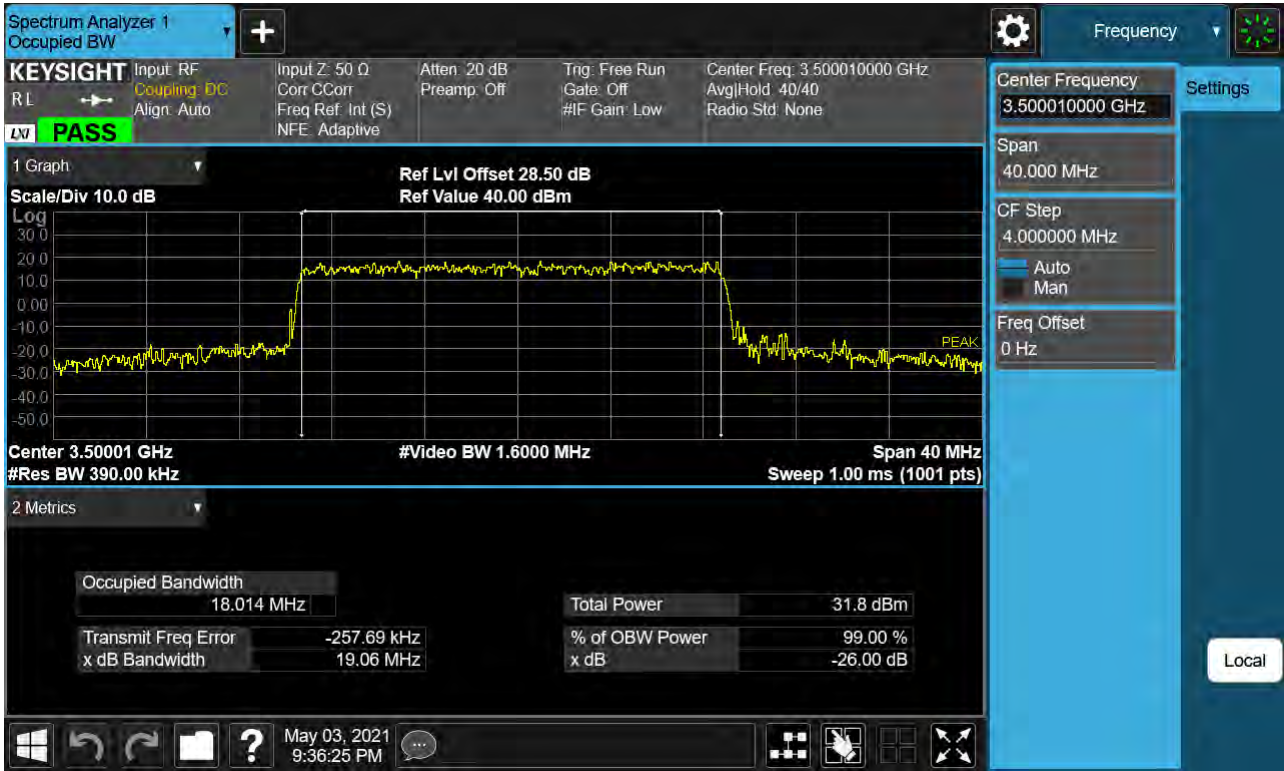 Spectrum Analyzer 1
Occupied BW
+
Frequency
KEYSIGHT
RL
LXI
PASS
Input: RF
Coupling: DC
Align: Auto
Input Z: 50 Ω
Corr CCorr
Freq Ref: Int (S)
NFE: Adaptive
Atten: 20 dB
Preamp: Off
Trig: Free Run
Gate: Off
#IF Gain: Low
Center Freq: 3.500010000 GHz
Avg|Hold: 40/40
Radio Std: None
Center Frequency
3.500010000 GHz
Settings
Span
40.000 MHz
CF Step
4.000000 MHz
Auto
Man
Freq Offset
0 Hz
Local
1 Graph
Ref Lvl Offset 28.50 dB
Scale/Div 10.0 dB
Ref Value 40.00 dBm
Log
30.0
20.0
10.0
0.00
-10.0
-20.0
-30.0
-40.0
-50.0
PEAK
Center 3.50001 GHz
#Video BW 1.6000 MHz
Span 40 MHz
#Res BW 390.00 kHz
Sweep 1.00 ms (1001 pts)
2 Metrics
Occupied Bandwidth
18.014 MHz
Total Power 31.8 dBm
Transmit Freq Error -257.69 kHz
% of OBW Power 99.00 %
x dB Bandwidth 19.06 MHz
x dB -26.00 dB
?
May 03, 2021
9:36:25 PM